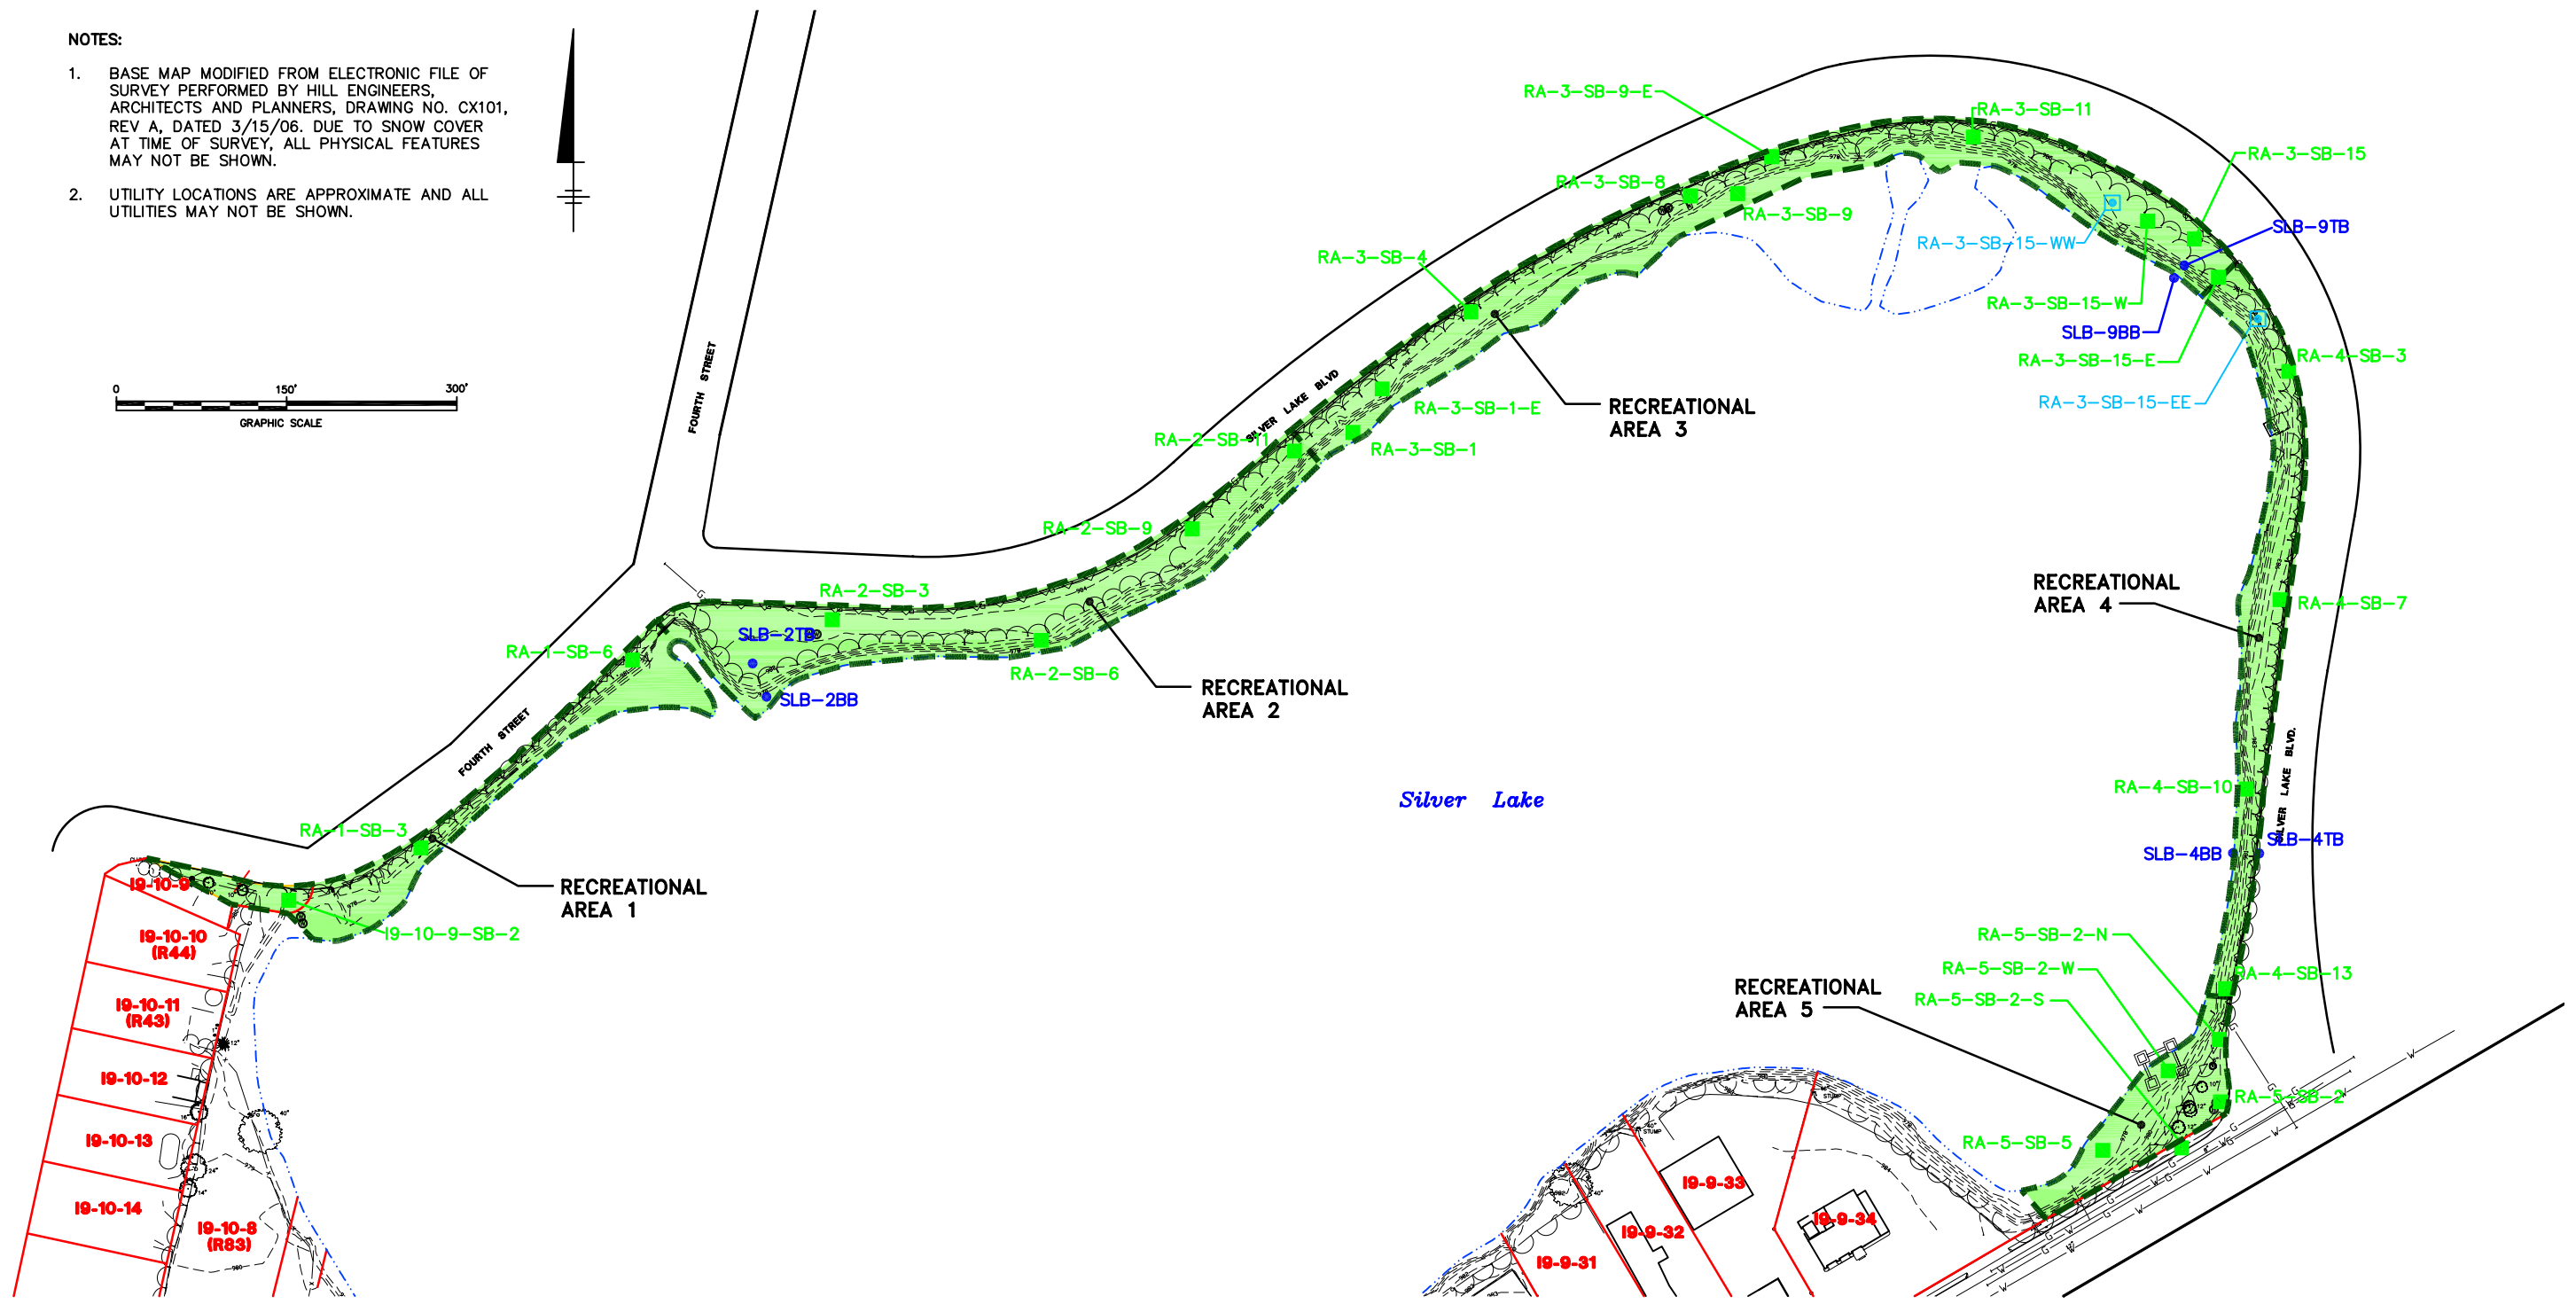 NOTES:
1. BASE MAP MODIFIED FROM ELECTRONIC FILE OF
SURVEY PERFORMED BY HILL ENGINEERS,
ARCHITECTS AND PLANNERS, DRAWING NO. CX101,
REV A, DATED 3/15/06. DUE TO SNOW COVER
AT TIME OF SURVEY, ALL PHYSICAL FEATURES
MAY NOT BE SHOWN.
2. UTILITY LOCATIONS ARE APPROXIMATE AND ALL
UTILITIES MAY NOT BE SHOWN.
0 150' 300'
GRAPHIC SCALE
FOURTH STREET
RA-3-SB-9-E
RA-3-SB-11
RA-3-SB-15
RA-3-SB-8
RA-3-SB-9
SLB-9TB
RA-3-SB-15-WW
RA-3-SB-4
RA-3-SB-15-W
SLB-9BB
RA-3-SB-15-E
RA-4-SB-3
RA-3-SB-15-EE
SILVER LAKE BLVD
RA-3-SB-1-E
RECREATIONAL
AREA 3
RA-2-SB-11
RA-3-SB-1
RA-2-SB-9
RA-2-SB-3
RECREATIONAL
AREA 4
RA-4-SB-7
SLB-2TB
RA-1-SB-6
RA-2-SB-6
SLB-2BB
RECREATIONAL
AREA 2
FOURTH STREET
SILVER LAKE BLVD.
Silver Lake
RA-4-SB-10
RA-1-SB-3
SLB-4TB
SLB-4BB
I9-10-9
RECREATIONAL
AREA 1
I9-10-9-SB-2
I9-10-10
(R44)
RA-5-SB-2-N
RA-5-SB-2-W
RA-4-SB-13
RECREATIONAL
AREA 5
RA-5-SB-2-S
I9-10-11
(R43)
I9-10-12
RA-5-SB-2
I9-10-13
RA-5-SB-5
I9-10-14
I9-10-8
(R83)
I9-9-33
I9-9-34
I9-9-32
I9-9-31
STUMP
STUMP